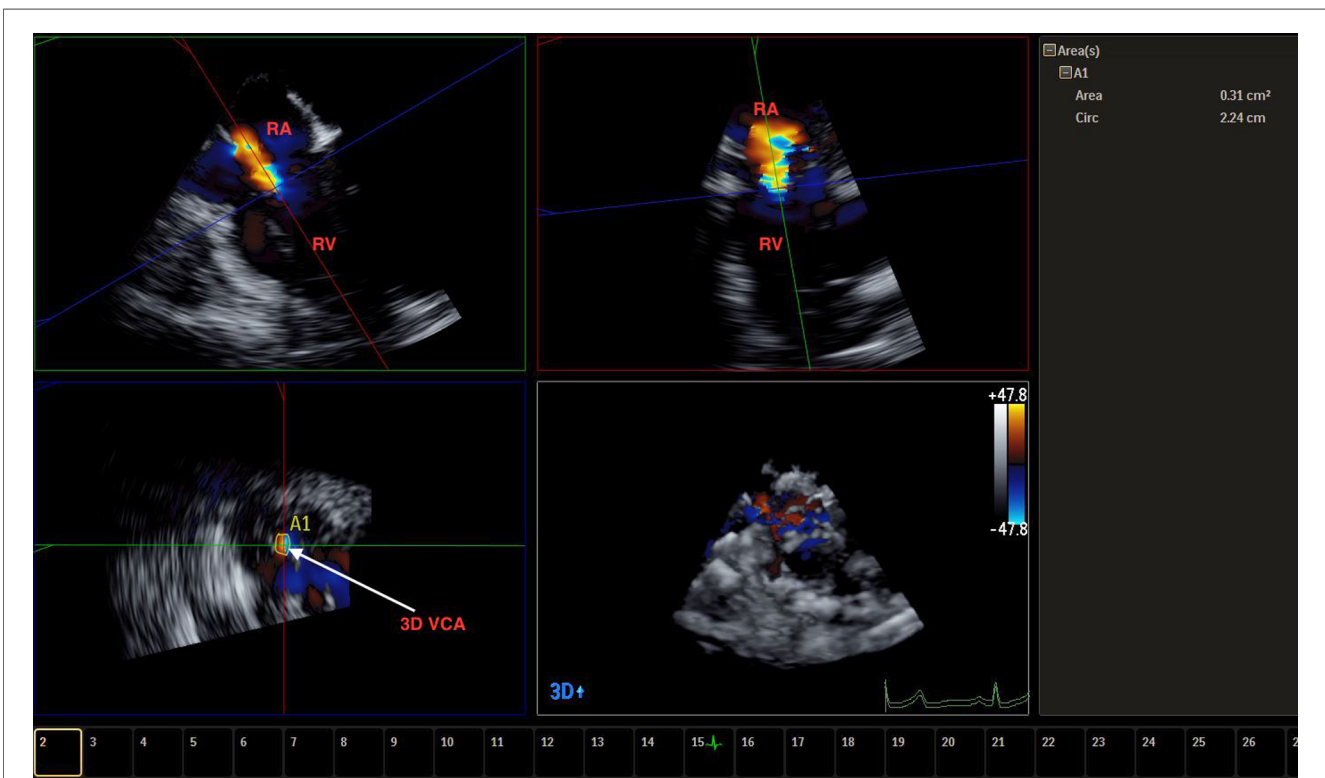 RA
RV
RA
RV
Area(s)
A1
Area 0.31 cm²
Circ 2.24 cm
A1
3D VCA
+47.8
-47.8
3D
2 3 4 5 6 7 8 9 10 11 12 13 14 15 16 17 18 19 20 21 22 23 24 25 26